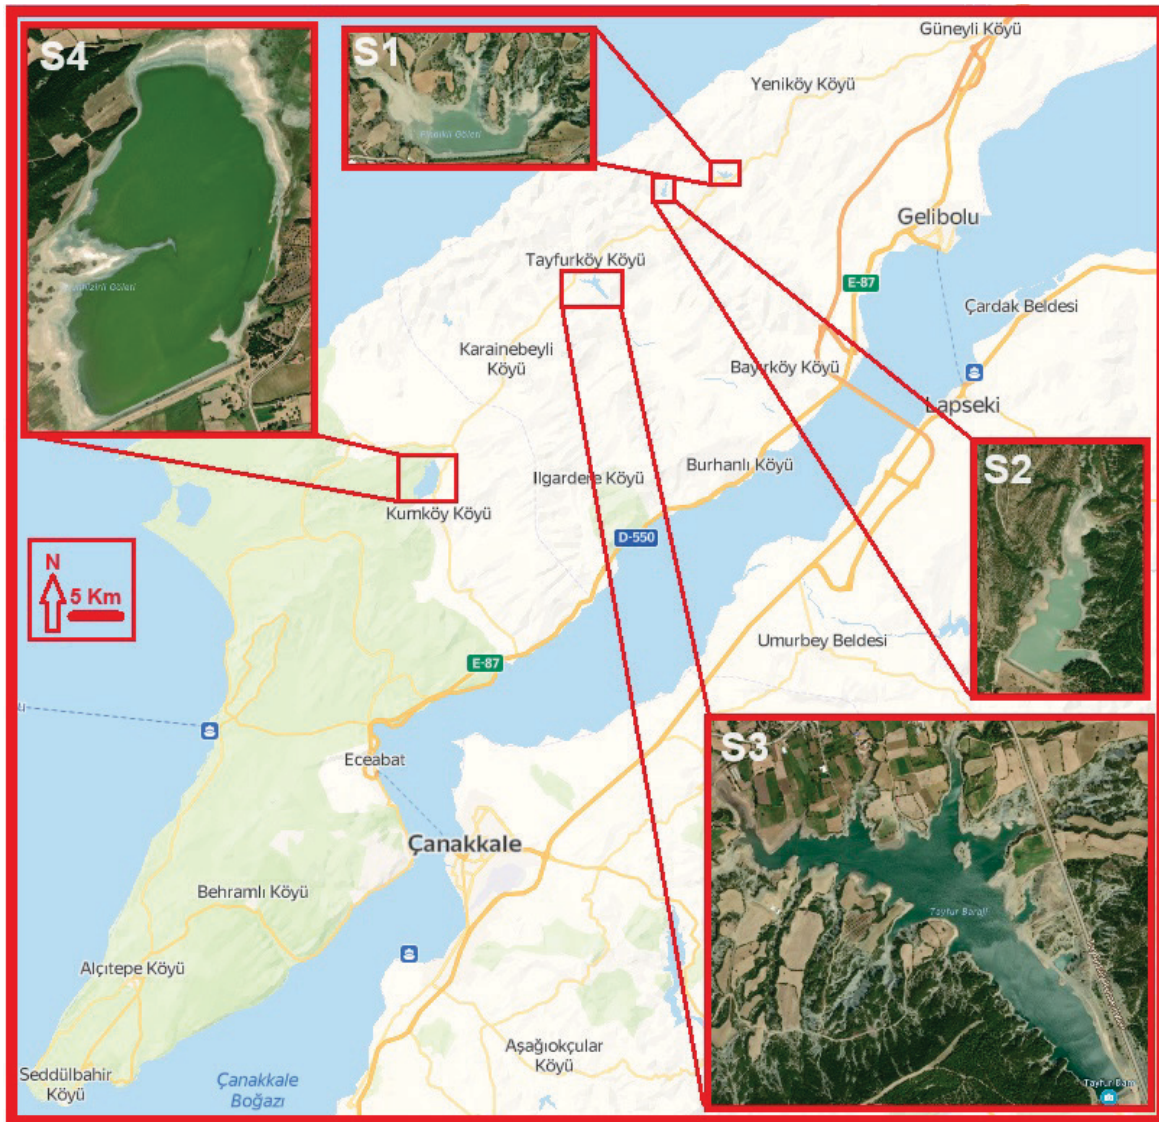 S4
S1
Güneyli Köyü
Yeniköy Köyü
Gelibolu
Tayfurköy Köyü
E-87
Çardak Beldesi
Karainebeyli
Köyü
Bayırköy Köyü
Lapseki
Burhanlı Köyü
Ilgardere Köyü
S2
Kumköy Köyü
D-550
N
5 Km
Umurbey Beldesi
E-87
S3
Eceabat
Çanakkale
Behramlı Köyü
Tayfur Barajı
Alçıtepe Köyü
Aşağıokçular
Köyü
Seddülbahir
Köyü
Çanakkale
Boğazı
Tayfur Barajı